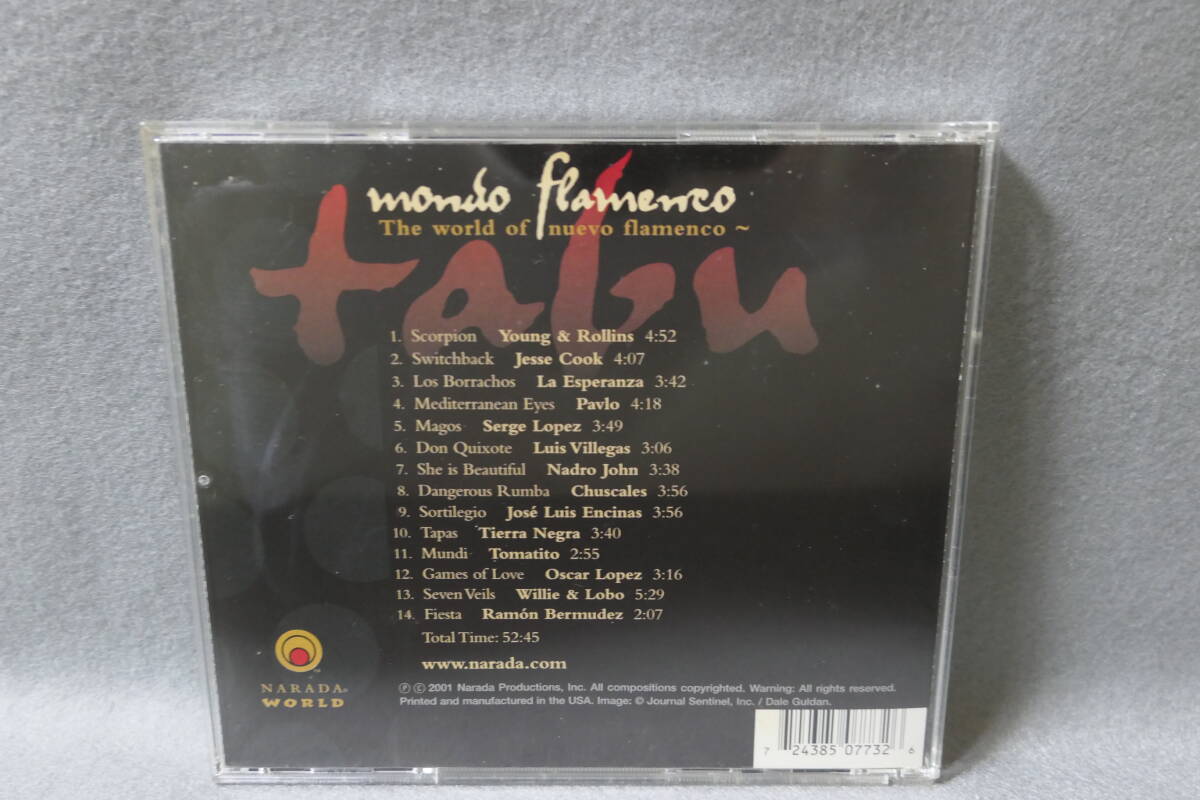 mondo flamenco
The world of nuevo flamenco ~
tabu
1. Scorpion Young & Rollins 4:52
2. Switchback Jesse Cook 4:07
3. Los Borrachos La Esperanza 3:42
4. Mediterranean Eyes Pavlo 4:18
5. Magos Serge Lopez 3:49
6. Don Quixote Luis Villegas 3:06
7. She is Beautiful Nadro John 3:38
8. Dangerous Rumba Chuscales 3:56
9. Sortilegio José Luis Encinas 3:56
10. Tapas Tierra Negra 3:40
11. Mundi Tomatito 2:55
12. Games of Love Oscar Lopez 3:16
13. Seven Veils Willie & Lobo 5:29
14. Fiesta Ramón Bermudez 2:07
Total Time: 52:45
www.narada.com
NARADA®
WORLD
℗ © 2001 Narada Productions, Inc. All compositions copyrighted. Warning: All rights reserved.
Printed and manufactured in the USA. Image: © Journal Sentinel, Inc. / Dale Guldan.
7 24385 07732 6